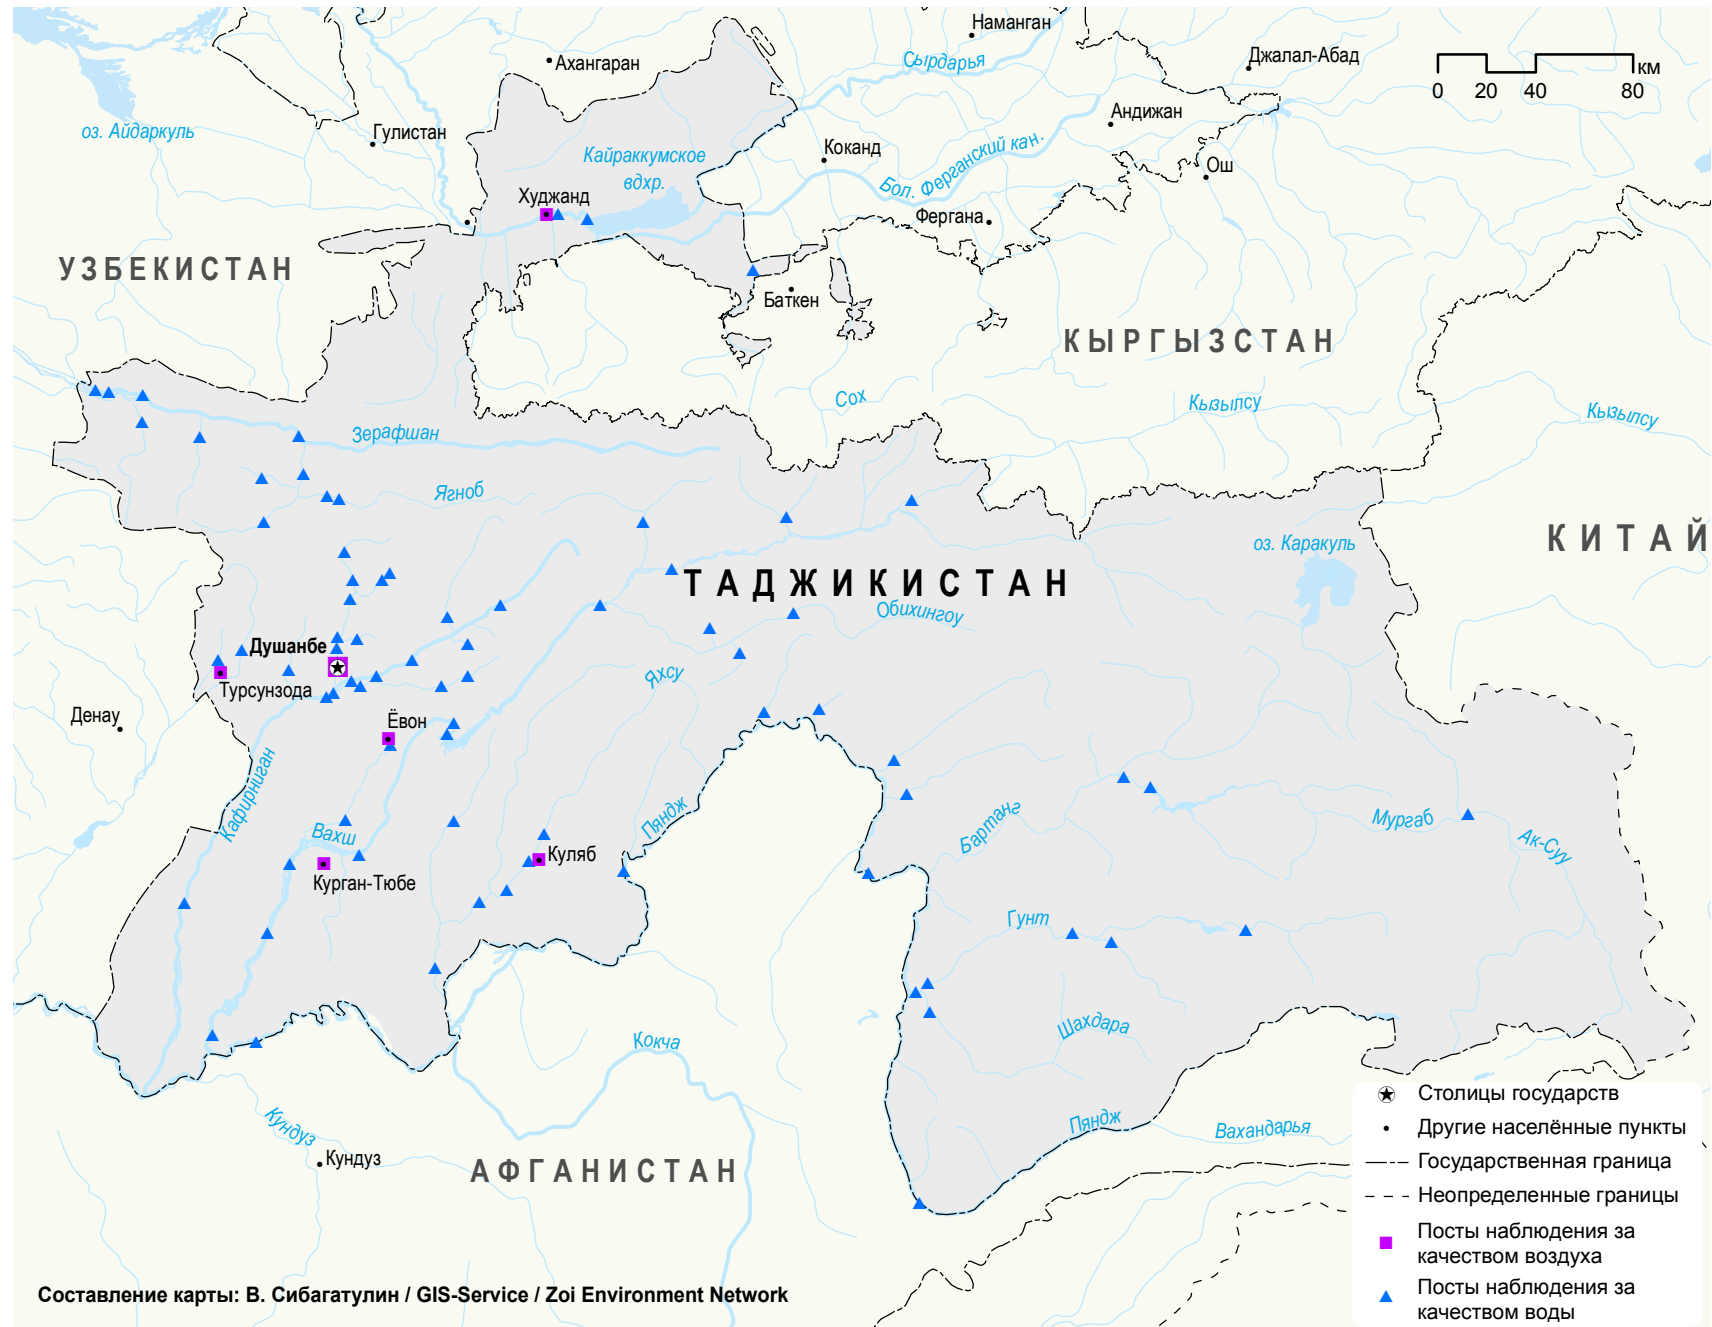 Наманган
Ахангаран
Сырдарья
Джалал-Абад
км
0 20 40 80
оз. Айдаркуль
Гулистан
Андижан
Кайраккумское
вдхр.
Коканд
Бол. Ферганский кан.
Ош
Худжанд
Фергана
УЗБЕКИСТАН
Баткен
КЫРГЫЗСТАН
Сох
Кызылсу
Кызылсу
Зерафшан
Ягноб
КИТАЙ
оз. Каракуль
ТАДЖИКИСТАН
Обихингоу
Душанбе
Яхсу
Турсунзода
Денау
Ёвон
Кафирниган
Вахш
Пяндж
Бартанг
Мургаб
Ак-Суу
Куляб
Курган-Тюбе
Гунт
Шахдара
Кокча
Пяндж
Вахандарья
Кундуз
Кундуз
АФГАНИСТАН
Столицы государств
Другие населённые пункты
Государственная граница
Неопределенные границы
Посты наблюдения за
качеством воздуха
Посты наблюдения за
качеством воды
Составление карты: В. Сибагатулин / GIS-Service / Zoi Environment Network